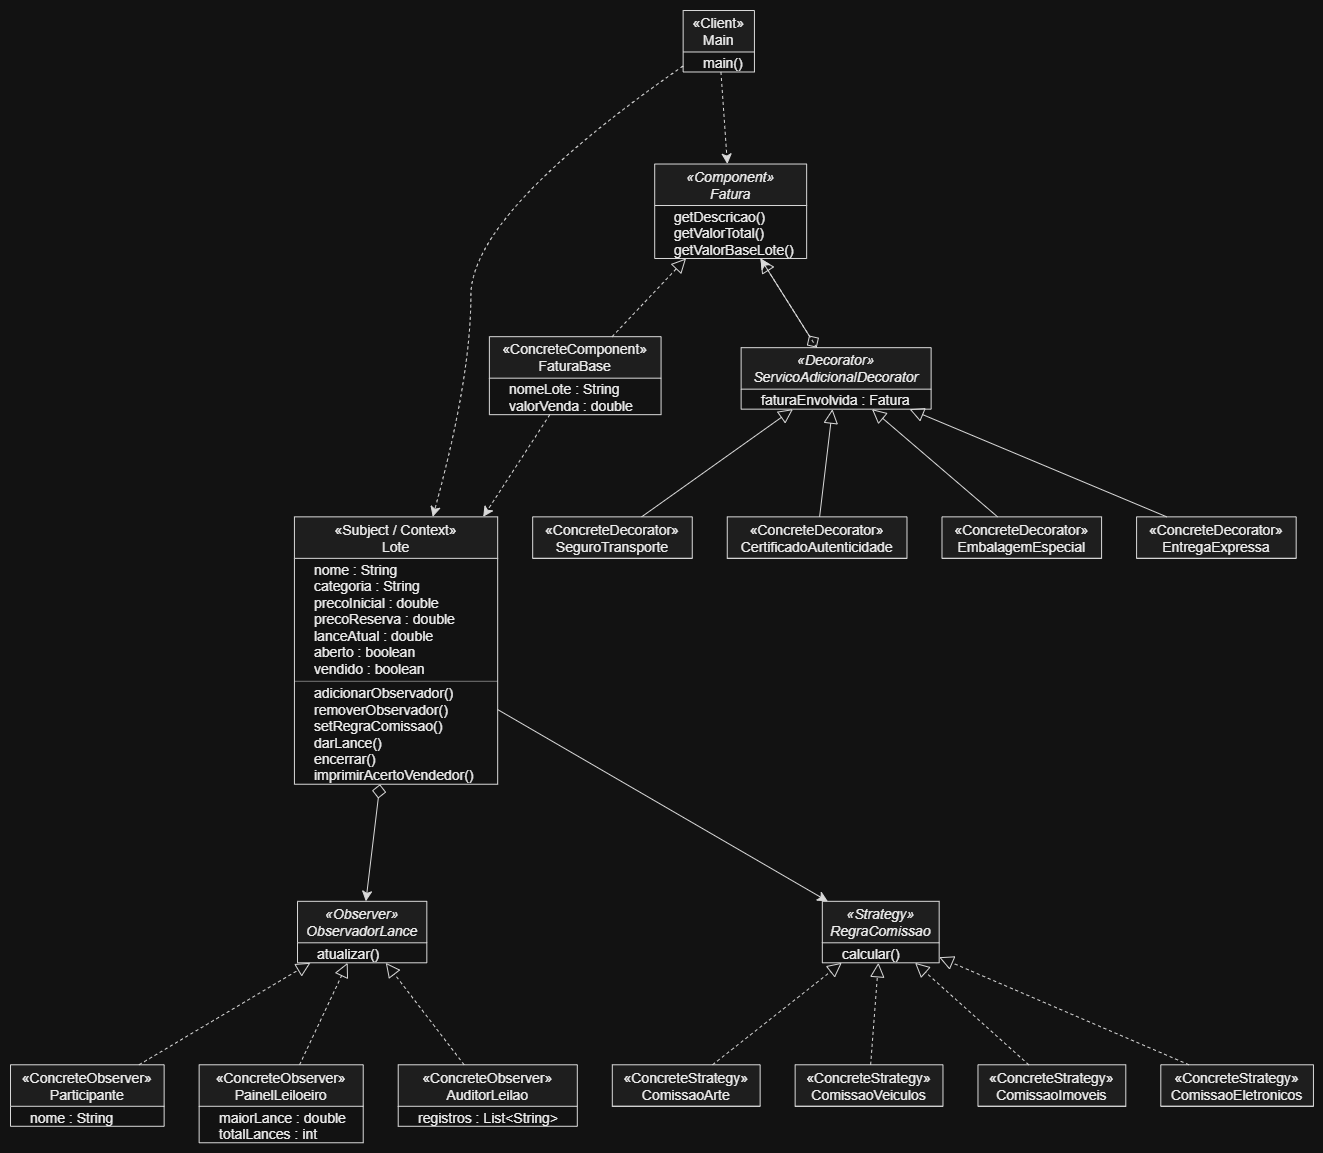 «Client»
Main
main()
«Component»
Fatura
getDescricao()
getValorTotal()
getValorBaseLote()
«ConcreteComponent»
FaturaBase
nomeLote : String
valorVenda : double
«Decorator»
ServicoAdicionalDecorator
faturaEnvolvida : Fatura
«Subject / Context»
Lote
nome : String
categoria : String
precoInicial : double
precoReserva : double
lanceAtual : double
aberto : boolean
vendido : boolean
adicionarObservador()
removerObservador()
setRegraComissao()
darLance()
encerrar()
imprimirAcertoVendedor()
«ConcreteDecorator»
SeguroTransporte
«ConcreteDecorator»
CertificadoAutenticidade
«ConcreteDecorator»
EmbalagemEspecial
«ConcreteDecorator»
EntregaExpressa
«Observer»
ObservadorLance
atualizar()
«Strategy»
RegraComissao
calcular()
«ConcreteObserver»
Participante
nome : String
«ConcreteObserver»
PainelLeiloeiro
maiorLance : double
totalLances : int
«ConcreteObserver»
AuditorLeilao
registros : List<String>
«ConcreteStrategy»
ComissaoArte
«ConcreteStrategy»
ComissaoVeiculos
«ConcreteStrategy»
ComissaoImoveis
«ConcreteStrategy»
ComissaoEletronicos